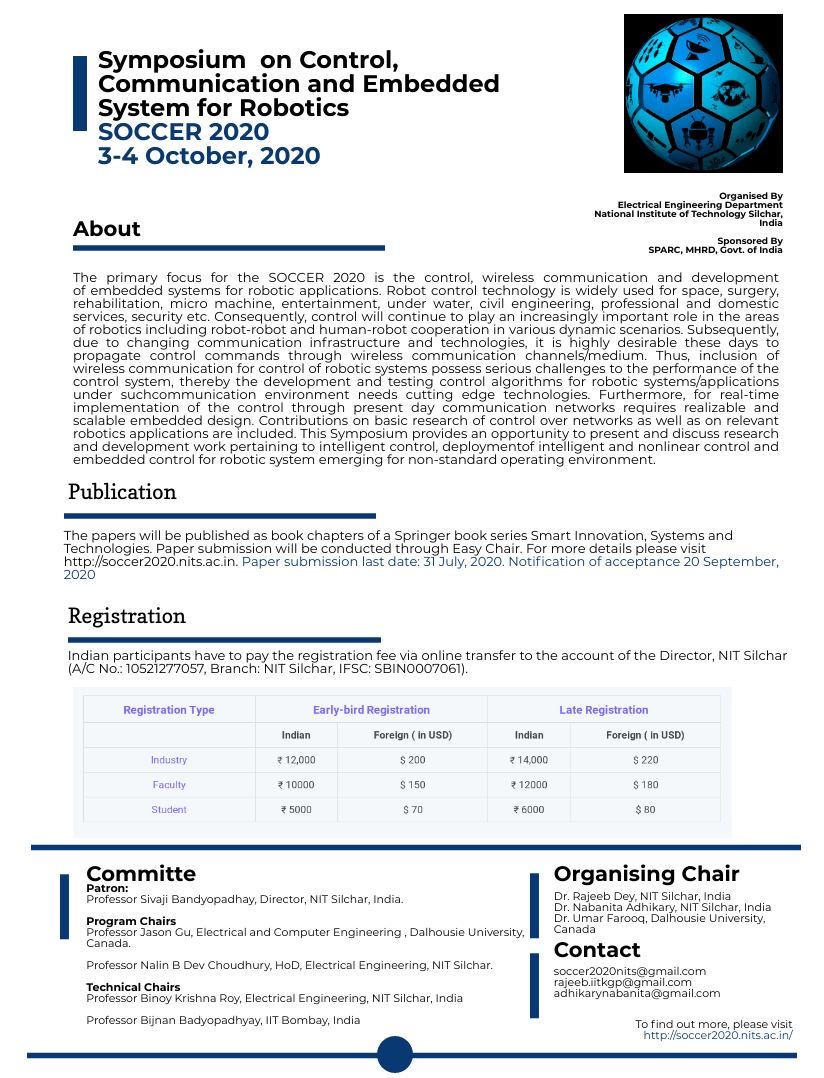 Symposium on Control,
Communication and Embedded
System for Robotics
SOCCER 2020
3-4 October, 2020
Organised By
Electrical Engineering Department
National Institute of Technology Silchar,
India
Sponsored By
SPARC, MHRD, Govt. of India
About
The primary focus for the SOCCER 2020 is the control, wireless communication and development
of embedded systems for robotic applications. Robot control technology is widely used for space, surgery,
rehabilitation, micro machine, entertainment, under water, civil engineering, professional and domestic
services, security etc. Consequently, control will continue to play an increasingly important role in the areas
of robotics including robot-robot and human-robot cooperation in various dynamic scenarios. Subsequently,
due to changing communication infrastructure and technologies, it is highly desirable these days to
propagate control commands through wireless communication channels/medium. Thus, inclusion of
wireless communication for control of robotic systems possess serious challenges to the performance of the
control system, thereby the development and testing control algorithms for robotic systems/applications
under suchcommunication environment needs cutting edge technologies. Furthermore, for real-time
implementation of the control through present day communication networks requires realizable and
scalable embedded design. Contributions on basic research of control over networks as well as on relevant
robotics applications are included. This Symposium provides an opportunity to present and discuss research
and development work pertaining to intelligent control, deploymentof intelligent and nonlinear control and
embedded control for robotic system emerging for non-standard operating environment.
Publication
The papers will be published as book chapters of a Springer book series Smart Innovation, Systems and
Technologies. Paper submission will be conducted through Easy Chair. For more details please visit
http://soccer2020.nits.ac.in. Paper submission last date: 31 July, 2020. Notification of acceptance 20 September,
2020
Registration
Indian participants have to pay the registration fee via online transfer to the account of the Director, NIT Silchar
(A/C No.: 10521277057, Branch: NIT Silchar, IFSC: SBIN0007061).
Registration Type Early-bird Registration Late Registration
Indian Foreign ( in USD) Indian Foreign ( in USD)
Industry ₹ 12,000 $ 200 ₹ 14,000 $ 220
Faculty ₹ 10000 $ 150 ₹ 12000 $ 180
Student ₹ 5000 $ 70 ₹ 6000 $ 80
Committe
Patron:
Professor Sivaji Bandyopadhay, Director, NIT Silchar, India.
Program Chairs
Professor Jason Gu, Electrical and Computer Engineering , Dalhousie University,
Canada.
Professor Nalin B Dev Choudhury, HoD, Electrical Engineering, NIT Silchar.
Technical Chairs
Professor Binoy Krishna Roy, Electrical Engineering, NIT Silchar, India
Professor Bijnan Badyopadhyay, IIT Bombay, India
Organising Chair
Dr. Rajeeb Dey, NIT Silchar, India
Dr. Nabanita Adhikary, NIT Silchar, India
Dr. Umar Farooq, Dalhousie University,
Canada
Contact
soccer2020nits@gmail.com
rajeeb.iitkgp@gmail.com
adhikarynabanita@gmail.com
To find out more, please visit
http://soccer2020.nits.ac.in/